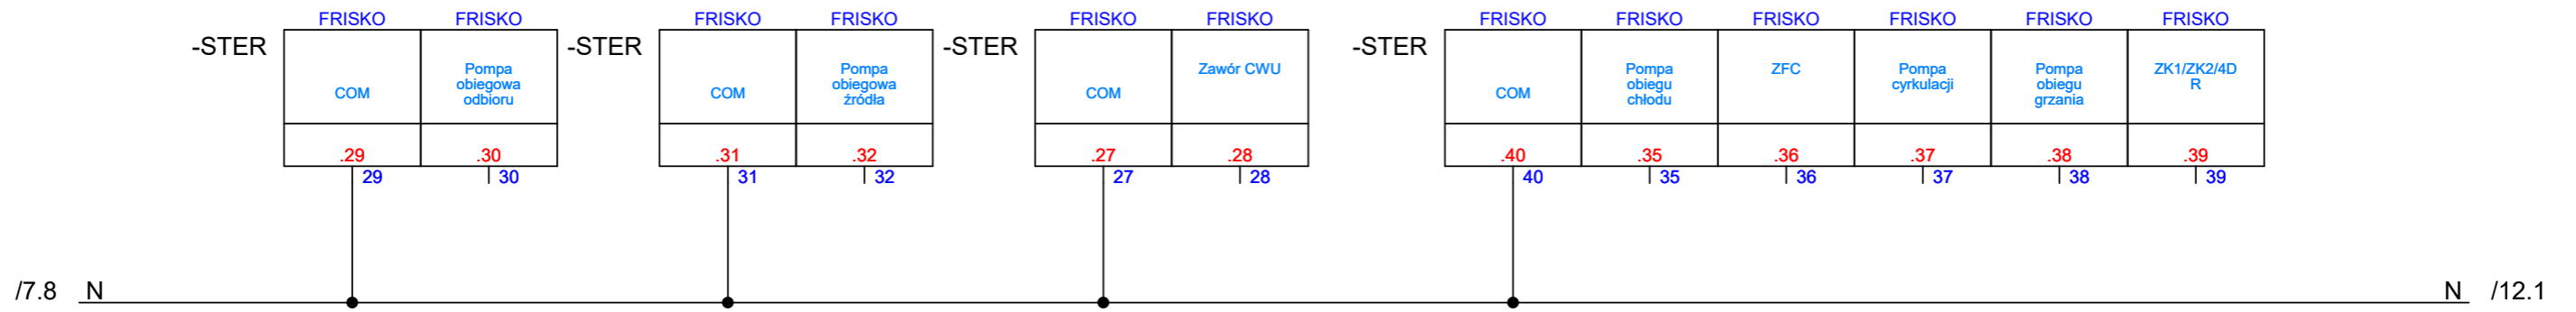 FRISKO FRISKO FRISKO FRISKO FRISKO FRISKO FRISKO FRISKO FRISKO FRISKO FRISKO FRISKO
-STER -STER -STER -STER
COM
Pompa
obiegowa
odbioru
COM
Pompa
obiegowa
źródła
COM
Zawór CWU
COM
Pompa
obiegu
chłodu
ZFC
Pompa
cyrkulacji
Pompa
obiegu
grzania
ZK1/ZK2/4D
R
.29 .30 .31 .32 .27 .28 .40 .35 .36 .37 .38 .39
29 30 31 32 27 28 40 35 36 37 38 39
/7.8 N N /12.1